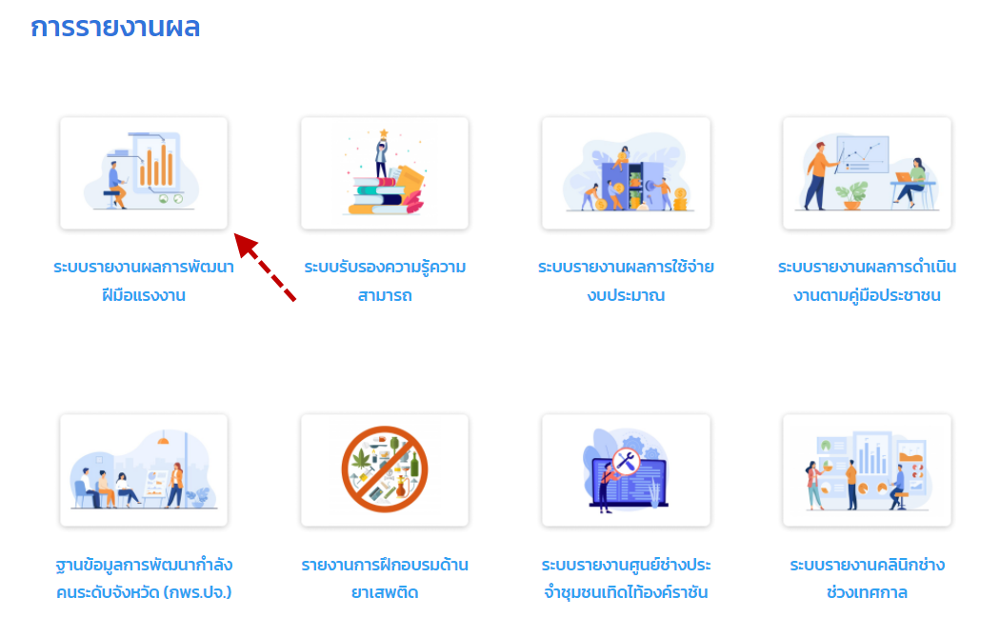 การรายงานผล
ระบบรายงานผลการพัฒนา
ฝีมือแรงงาน
ระบบรับรองความรู้ความ
สามารถ
ระบบรายงานผลการใช้จ่าย
งบประมาณ
ระบบรายงานผลการดำเนิน
งานตามคู่มือประชาชน
ฐานข้อมูลการพัฒนากำลัง
คนระดับจังหวัด (กพร.ปจ.)
รายงานการฝึกอบรมด้าน
ยาเสพติด
ระบบรายงานศูนย์ช่างประ
จำชุมชนเทิดไท้องค์ราชัน
ระบบรายงานคลินิกช่าง
ช่วงเทศกาล